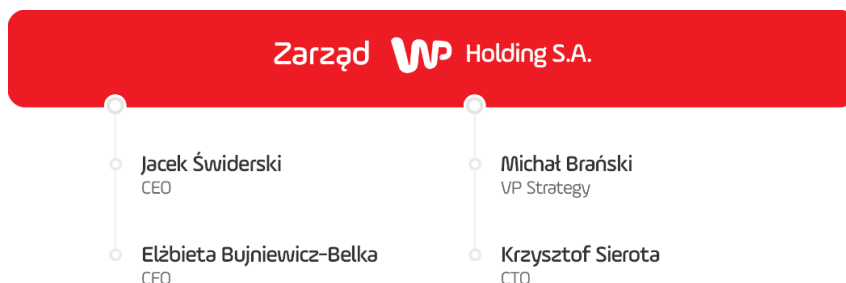 Zarząd WP Holding S.A.
Jacek Świderski
CEO
Elżbieta Bujniewicz-Belka
CFO
Michał Brański
VP Strategy
Krzysztof Sierota
CTO